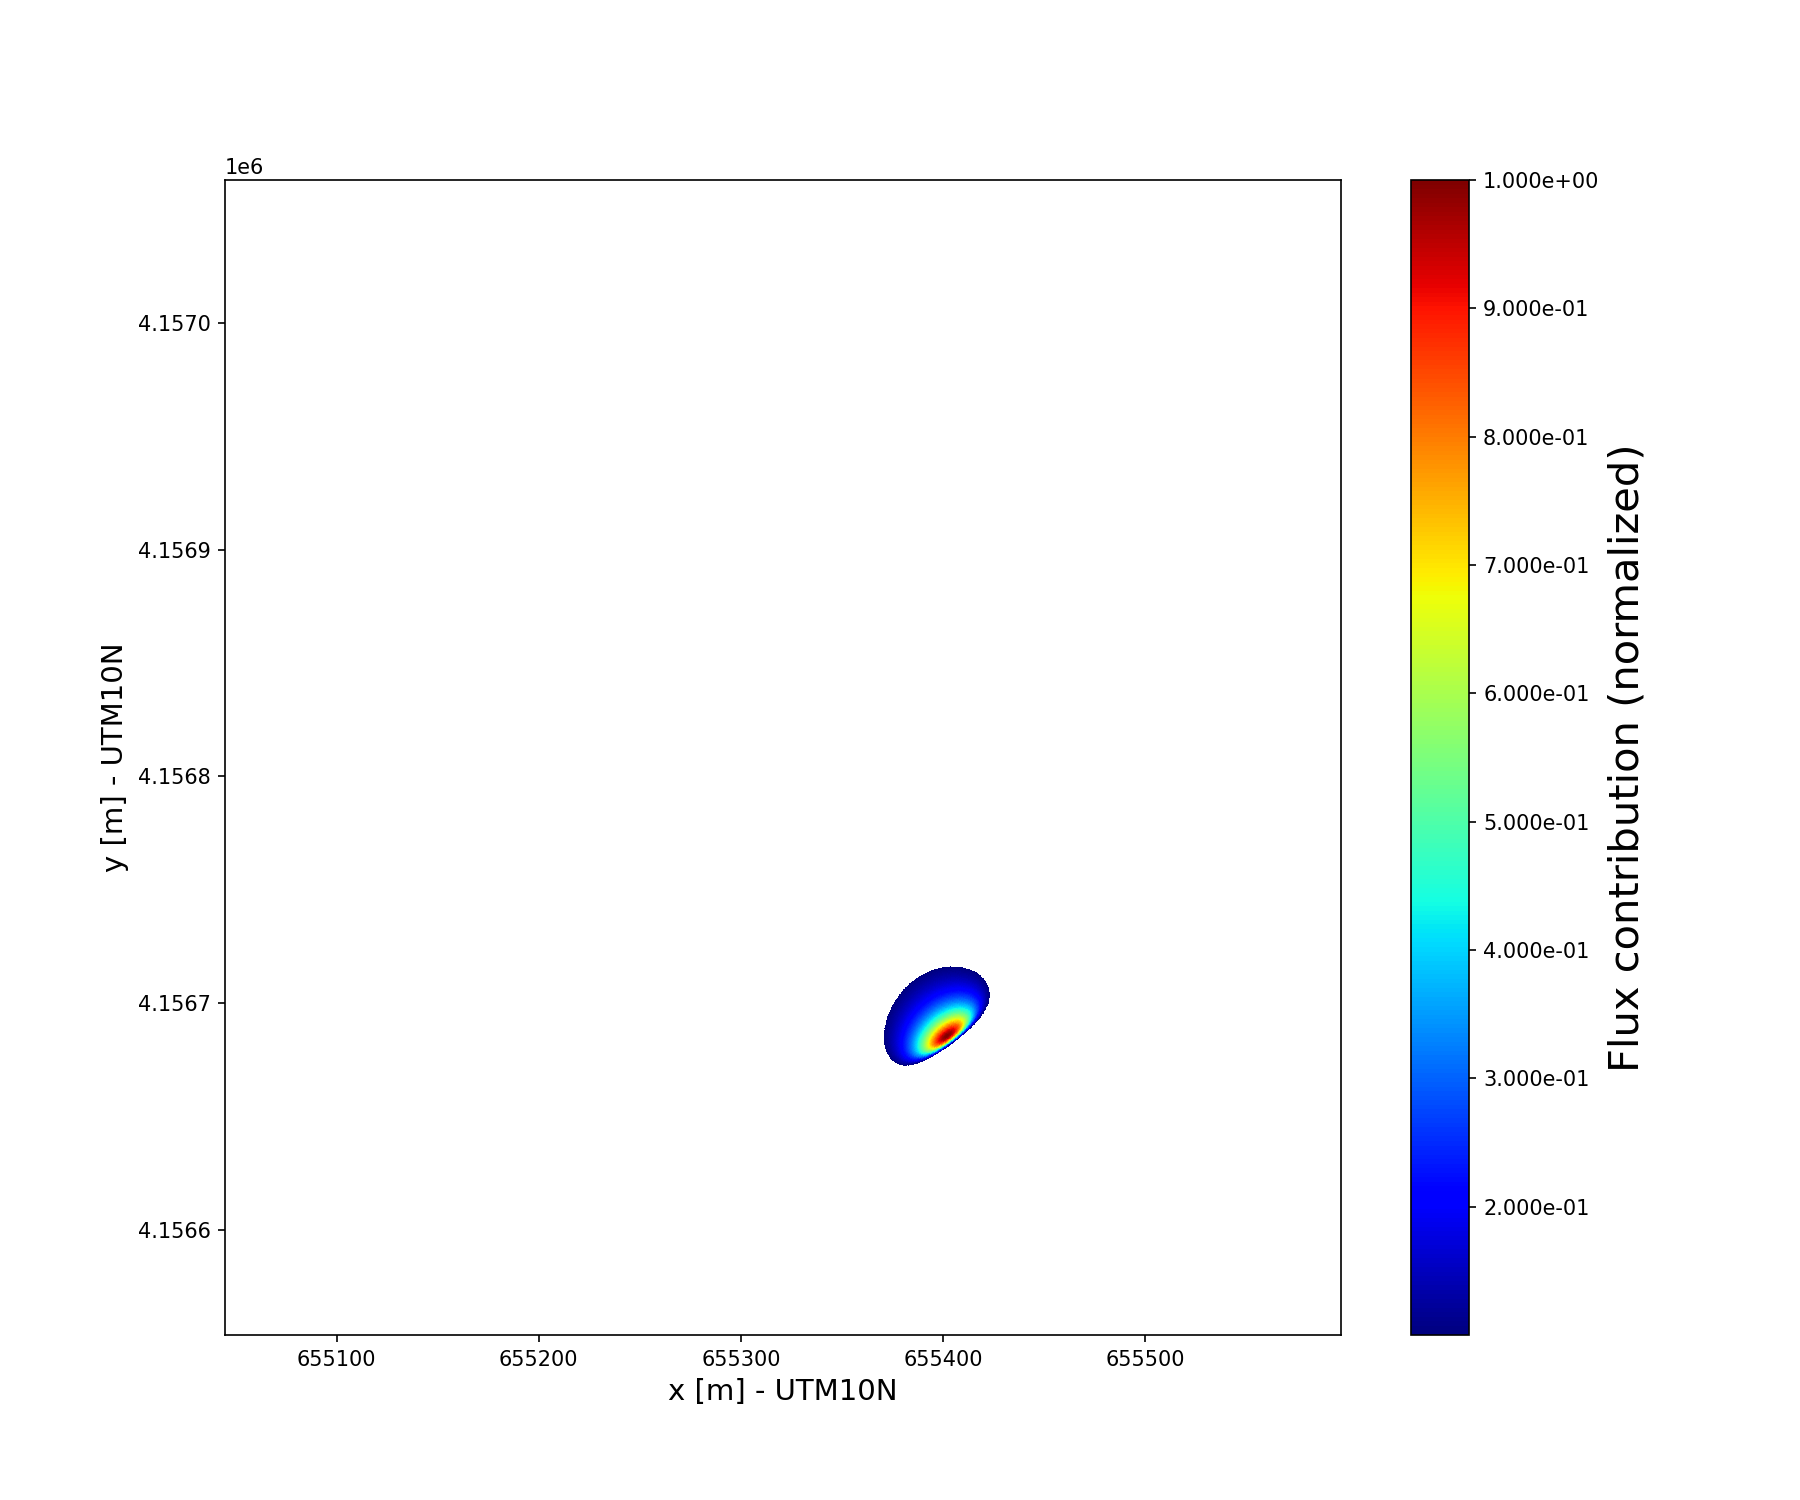 1e6
4.1570
4.1569
4.1568
4.1567
4.1566
y [m] - UTM10N
655100
655200
655300
655400
655500
x [m] - UTM10N
1.000e+00
9.000e-01
8.000e-01
7.000e-01
6.000e-01
5.000e-01
4.000e-01
3.000e-01
2.000e-01
Flux contribution (normalized)